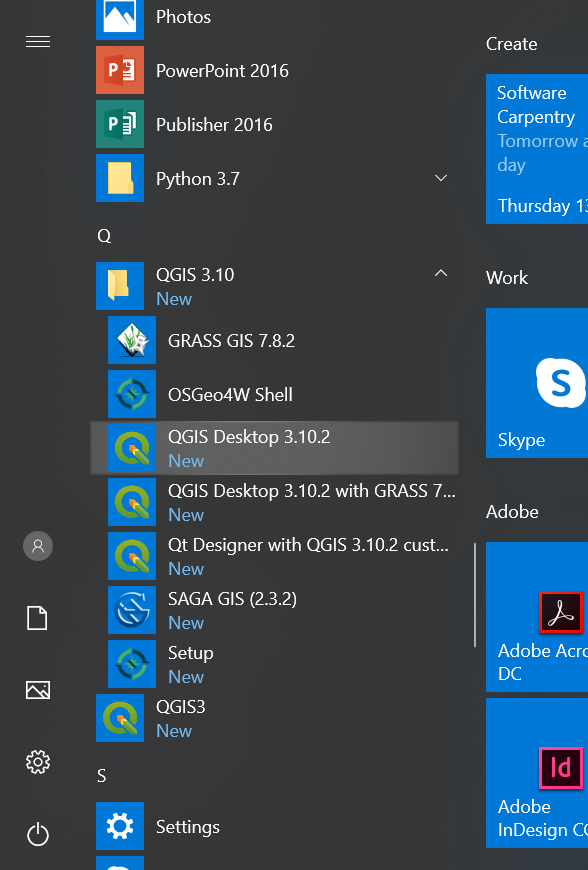 Photos
PowerPoint 2016
Publisher 2016
Python 3.7
Q
QGIS 3.10
New
GRASS GIS 7.8.2
OSGeo4W Shell
QGIS Desktop 3.10.2
New
QGIS Desktop 3.10.2 with GRASS 7...
New
Qt Designer with QGIS 3.10.2 cust...
New
SAGA GIS (2.3.2)
New
Setup
New
QGIS3
New
S
Settings
Create
Software
Carpentry
Tomorrow a
day
Thursday 13
Work
S
Skype
Adobe
Adobe Acro
DC
Id
Adobe
InDesign CC